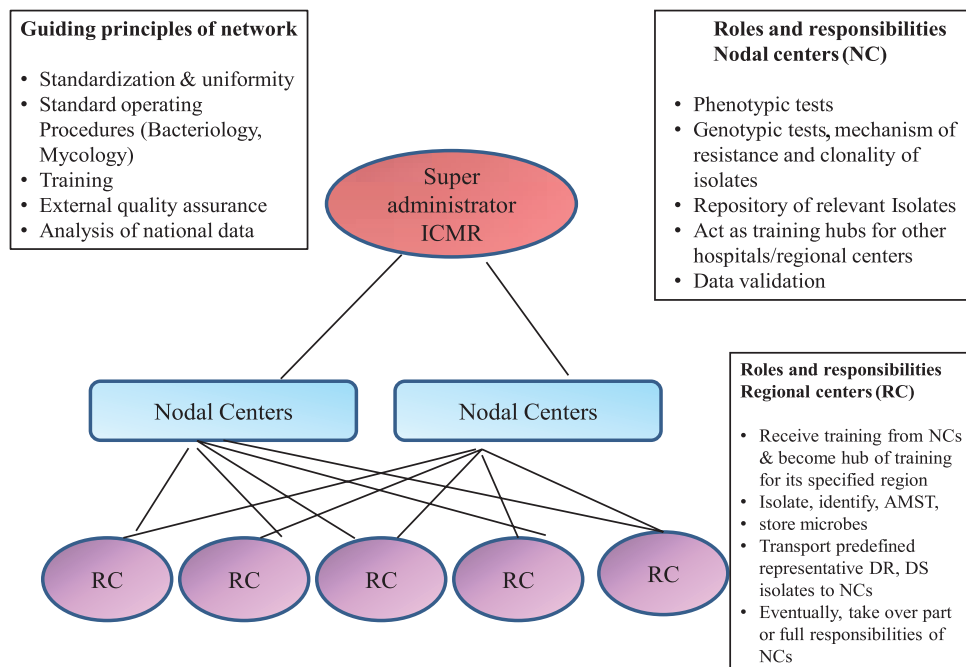 Guiding principles of network
• Standardization & uniformity
• Standard operating
Procedures (Bacteriology,
Mycology)
• Training
• External quality assurance
• Analysis of national data
Roles and responsibilities
Nodal centers (NC)
• Phenotypic tests
• Genotypic tests, mechanism of
resistance and clonality of
isolates
• Repository of relevant Isolates
• Act as training hubs for other
hospitals/regional centers
• Data validation
Super
administrator
ICMR
Nodal Centers
Nodal Centers
RC
RC
RC
RC
RC
Roles and responsibilities
Regional centers (RC)
• Receive training from NCs
& become hub of training
for its specified region
• Isolate, identify, AMST,
• store microbes
• Transport predefined
representative DR, DS
isolates to NCs
• Eventually, take over part
or full responsibilities of
NCs